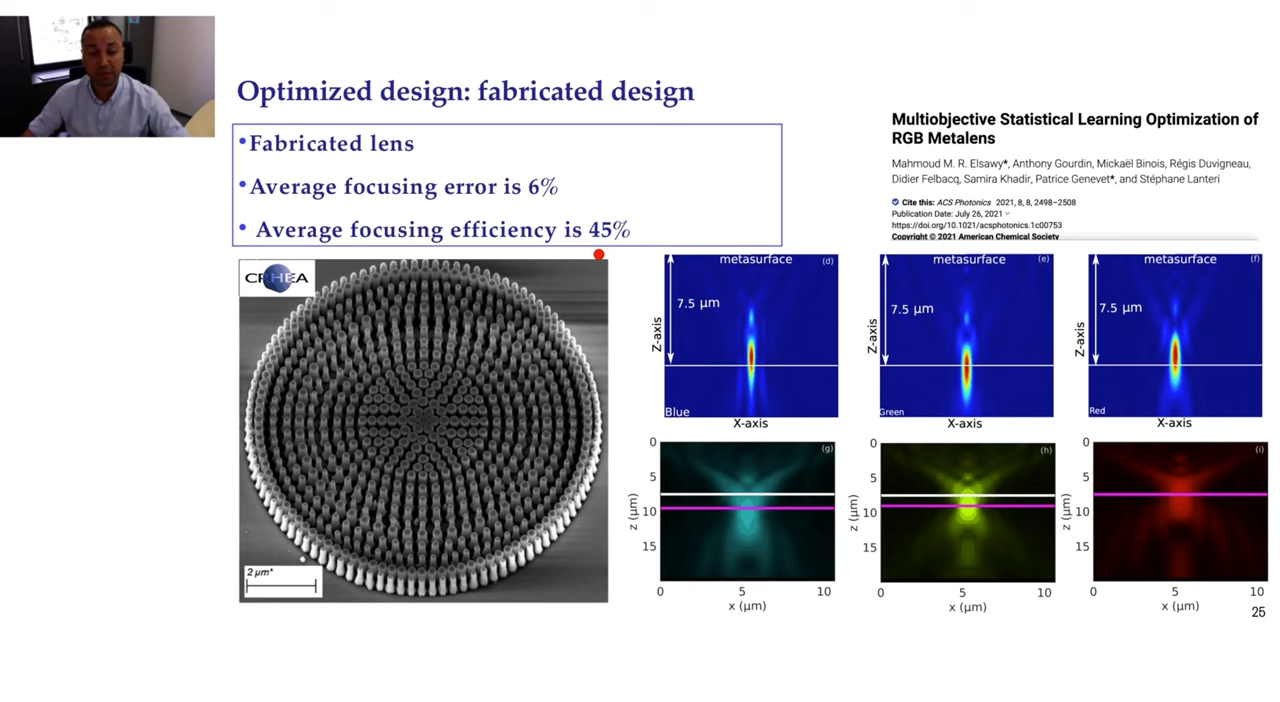 Optimized design: fabricated design
•Fabricated lens
•Average focusing error is 6%
• Average focusing efficiency is 45%
Multiobjective Statistical Learning Optimization of
RGB Metalens
Mahmoud M. R. Elsawy*, Anthony Gourdin, Mickaël Binois, Régis Duvigneau,
Didier Felbacq, Samira Khadir, Patrice Genevet*, and Stéphane Lanteri
Cite this: ACS Photonics 2021, 8, 8, 2498–2508
Publication Date: July 26, 2021
https://doi.org/10.1021/acsphotonics.1c00753
Copyright © 2021 American Chemical Society
CRHEA
2 µm*
metasurface (d)
7.5 µm
Z-axis
Blue
X-axis
metasurface (e)
7.5 µm
Z-axis
Green
X-axis
metasurface (f)
7.5 µm
Z-axis
Red
X-axis
(g)
0
5
10
15
z (µm)
0 5 10
x (µm)
(h)
0
5
10
15
z (µm)
0 5 10
x (µm)
(i)
0
5
10
15
z (µm)
0 5 10
x (µm)
25